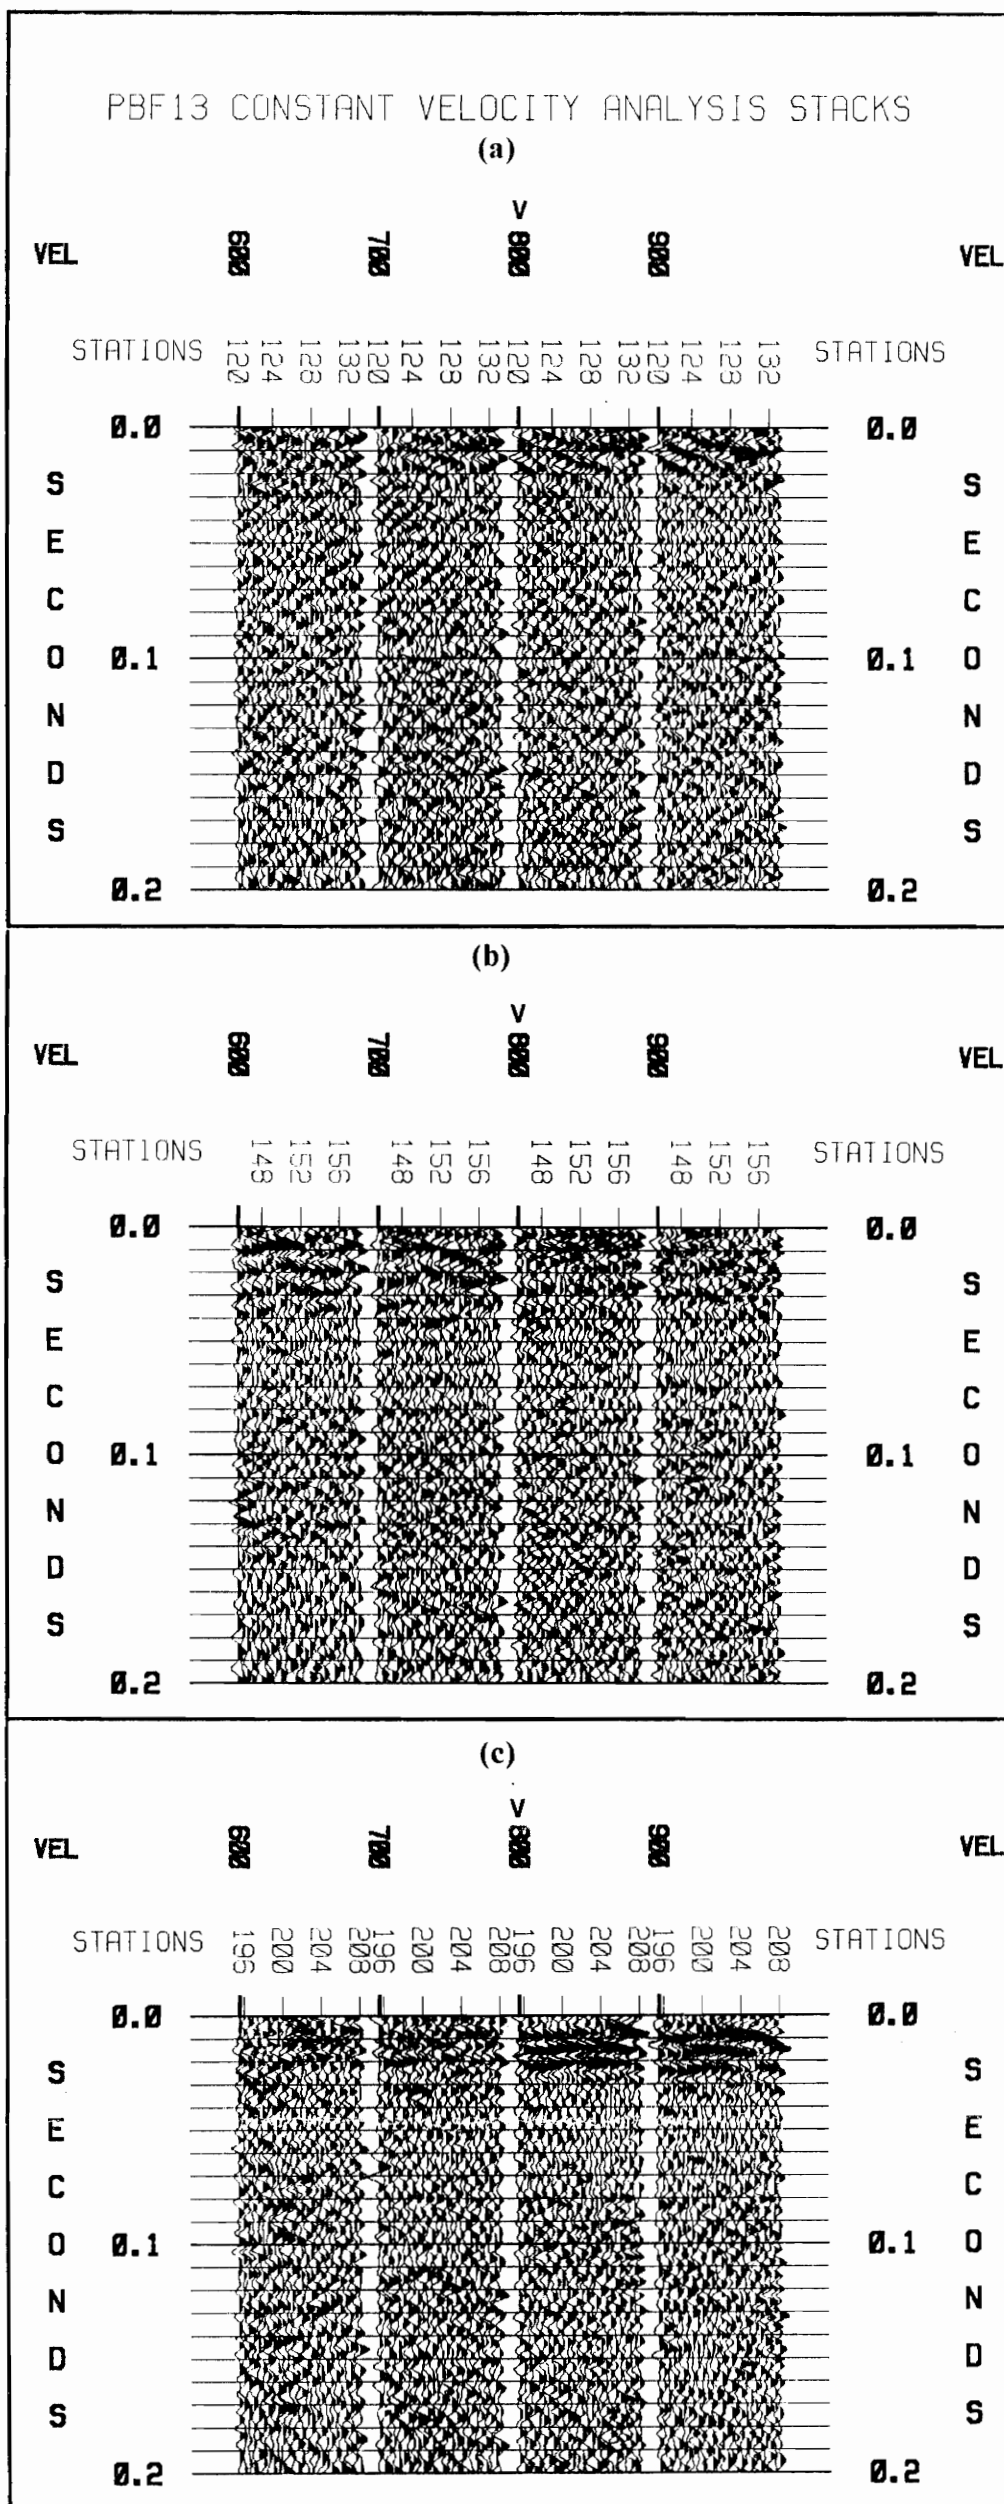 PBF13 CONSTANT VELOCITY ANALYSIS STACKS
(a)
V
VEL 600 700 800 900 VEL
STATIONS 120 124 128 132 120 124 128 132 120 124 128 132 120 124 128 132 STATIONS
0.0 0.0
S S
E E
C C
O 0.1 0.1 O
N N
D D
S S
0.2 0.2
(b)
V
VEL 600 700 800 900 VEL
STATIONS 148 152 156 148 152 156 148 152 156 148 152 156 STATIONS
0.0 0.0
S S
E E
C C
O 0.1 0.1 O
N N
D D
S S
0.2 0.2
(c)
V
VEL 600 700 800 900 VEL
STATIONS 196 200 204 208 196 200 204 208 196 200 204 208 196 200 204 208 STATIONS
0.0 0.0
S S
E E
C C
O 0.1 0.1 O
N N
D D
S S
0.2 0.2